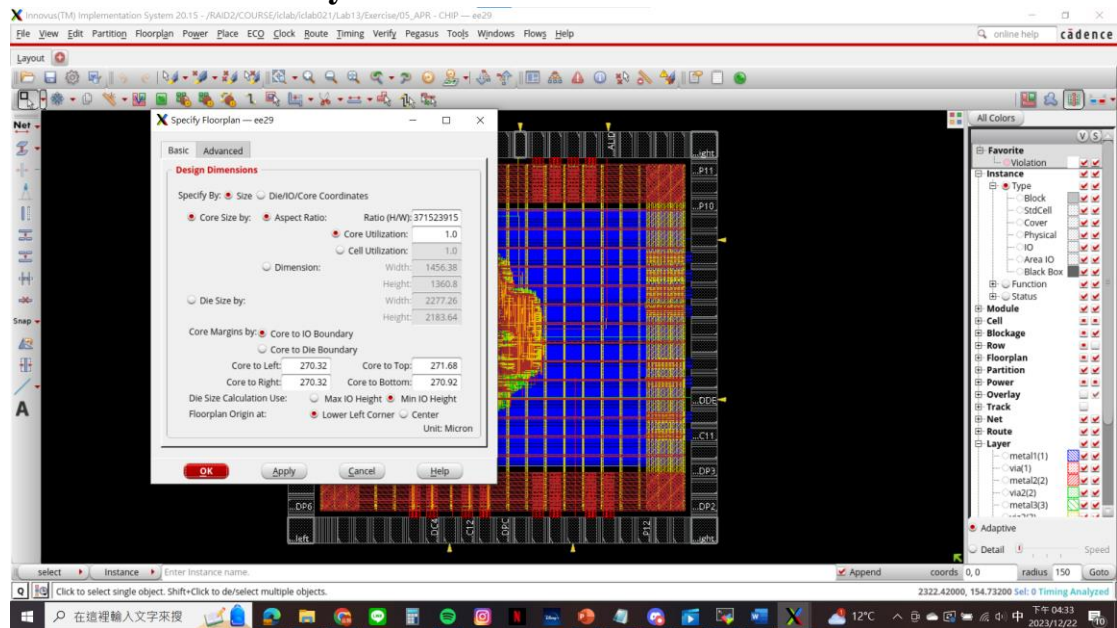 Innovus(TM) Implementation System 20.15 - /RAID2/COURSE/iclab/iclab021/Lab13/Exercise/05_APR - CHIP — ee29
File View Edit Partition Floorplan Power Place ECO Clock Route Timing Verify Pegasus Tools Windows Flows Help
online help cādence
Layout
Net
Snap
A
Specify Floorplan — ee29
Basic Advanced
Design Dimensions
Specify By: Size Die/IO/Core Coordinates
Core Size by: Aspect Ratio: Ratio (H/W): 371523915
Core Utilization: 1.0
Cell Utilization: 1.0
Dimension: Width: 1456.38
Height: 1360.8
Die Size by: Width: 2277.26
Height: 2183.64
Core Margins by: Core to IO Boundary
Core to Die Boundary
Core to Left: 270.32 Core to Top: 271.68
Core to Right: 270.32 Core to Bottom: 270.92
Die Size Calculation Use: Max IO Height Min IO Height
Floorplan Origin at: Lower Left Corner Center
Unit: Micron
OK Apply Cancel Help
...ight
...P11
...P10
...DDE
...C11
...DP3
...DP2
...ight
...DP6
...left
DC4
C12
DPC
P12
All Colors
V S
Favorite
Violation
Instance
Type
Block
StdCell
Cover
Physical
IO
Area IO
Black Box
Function
Status
Module
Cell
Blockage
Row
Floorplan
Partition
Power
Overlay
Track
Net
Route
Layer
metal1(1)
via(1)
metal2(2)
via2(2)
metal3(3)
Adaptive
Detail Speed
select Instance Enter Instance name. Append coords 0, 0 radius 150 Goto
Q Click to select single object. Shift+Click to de/select multiple objects. 2322.42000, 154.73200 Sel: 0 Timing Analyzed
在這裡輸入文字來搜 12°C 中 下午 04:33
2023/12/22